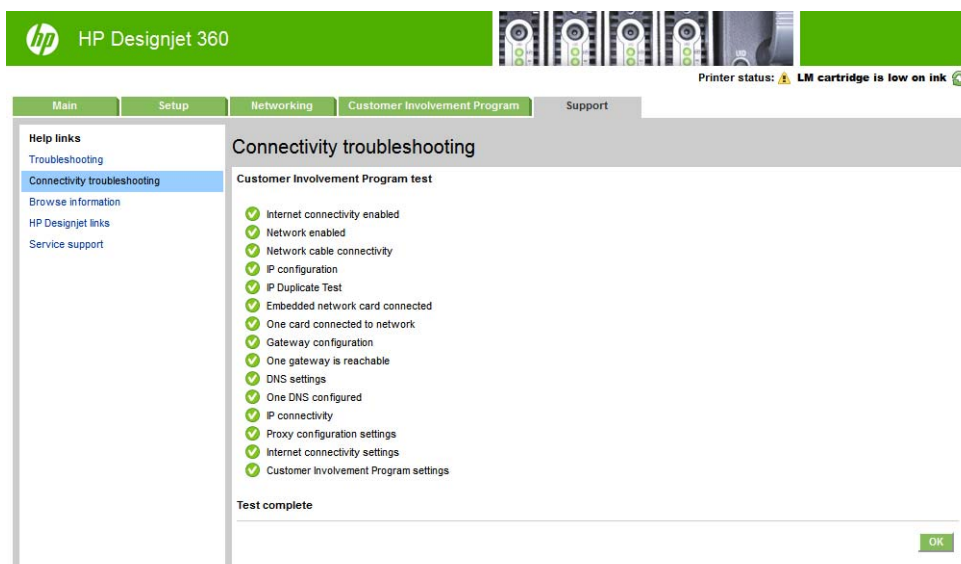 hp
HP Designjet 360
Printer status: LM cartridge is low on ink
Main
Setup
Networking
Customer Involvement Program
Support
Help links
Troubleshooting
Connectivity troubleshooting
Browse information
HP Designjet links
Service support
Connectivity troubleshooting
Customer Involvement Program test
Internet connectivity enabled
Network enabled
Network cable connectivity
IP configuration
IP Duplicate Test
Embedded network card connected
One card connected to network
Gateway configuration
One gateway is reachable
DNS settings
One DNS configured
IP connectivity
Proxy configuration settings
Internet connectivity settings
Customer Involvement Program settings
Test complete
OK